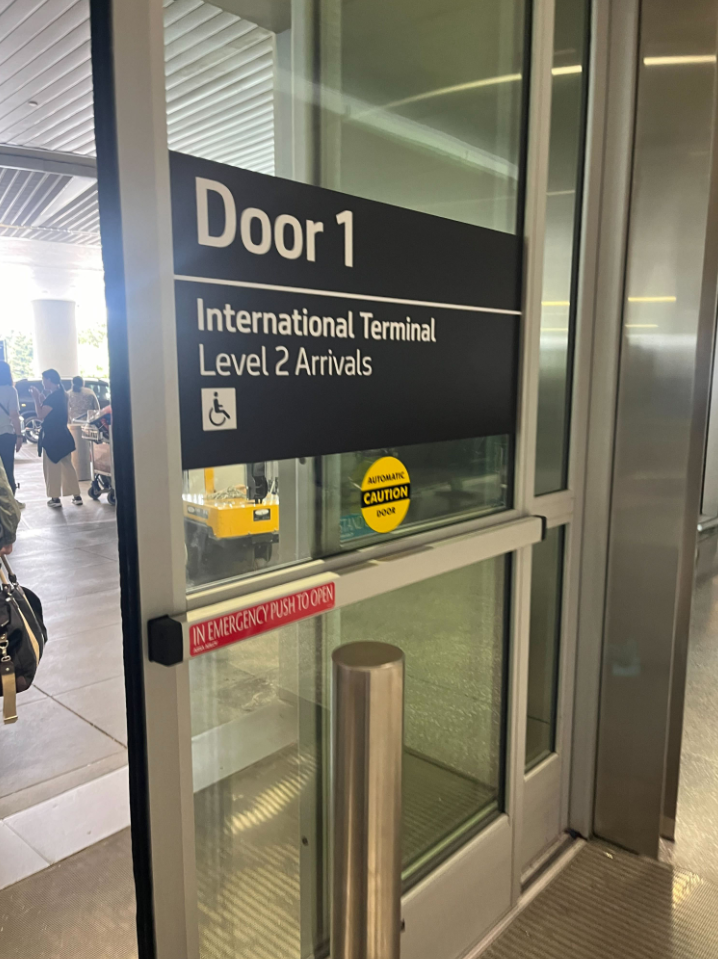 Door 1
International Terminal
Level 2 Arrivals
AUTOMATIC
CAUTION
DOOR
IN EMERGENCY PUSH TO OPEN